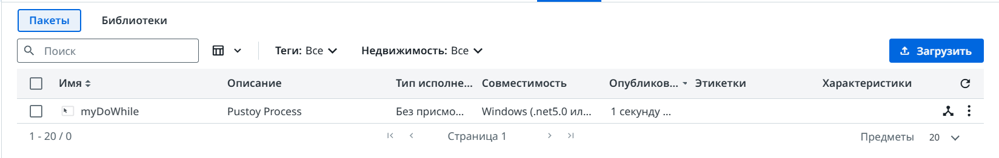 Пакеты Библиотеки
Поиск Теги: Все Недвижимость: Все Загрузить
Имя Описание Тип исполне... Совместимость Опубликов... Этикетки Характеристики
myDoWhile Pustoy Process Без присмо... Windows (.net5.0 ил... 1 секунду ...
1 - 20 / 0 Страница 1 Предметы 20